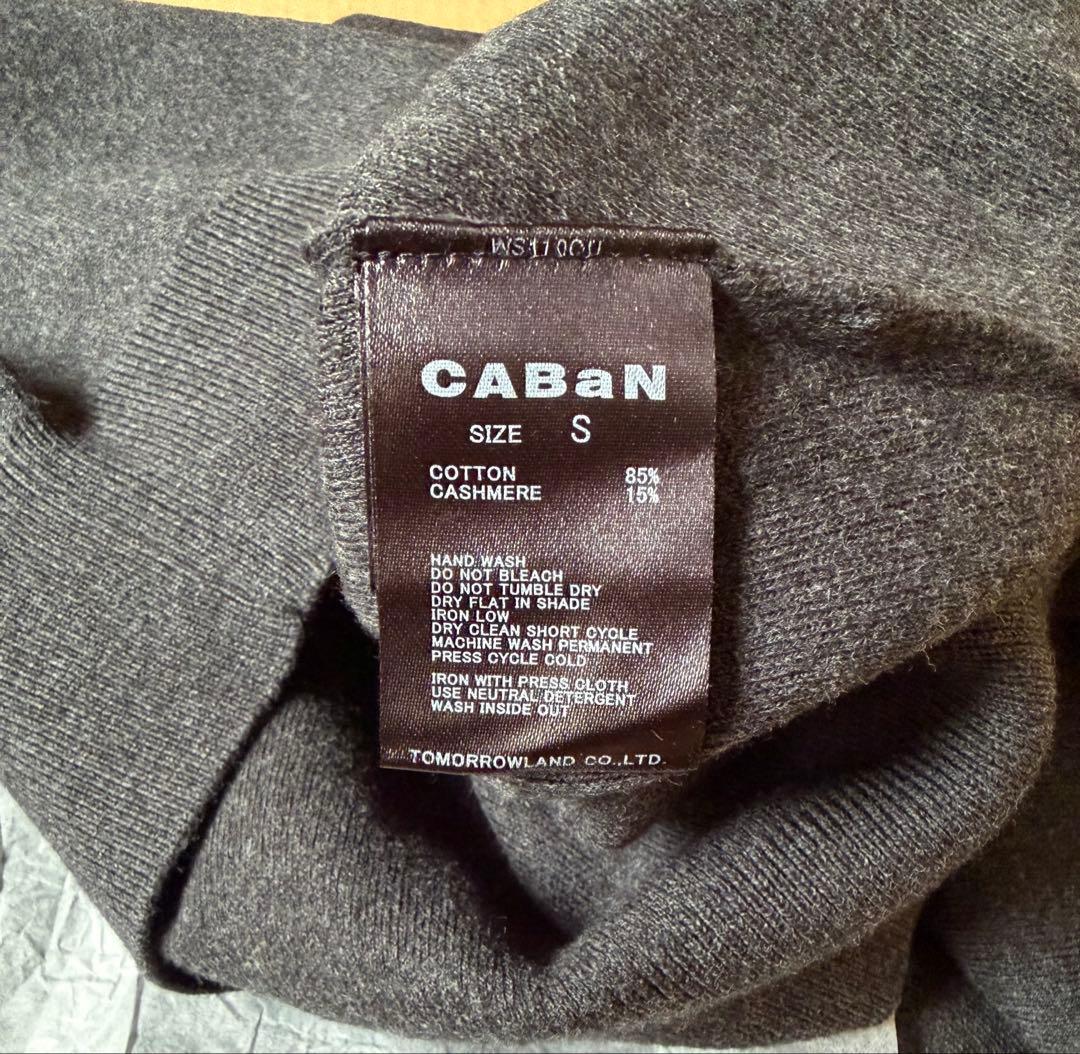 CABaN
SIZE S
COTTON 85%
CASHMERE 15%
HAND WASH
DO NOT BLEACH
DO NOT TUMBLE DRY
DRY FLAT IN SHADE
IRON LOW
DRY CLEAN SHORT CYCLE
MACHINE WASH PERMANENT
PRESS CYCLE COLD
IRON WITH PRESS CLOTH
USE NEUTRAL DETERGENT
WASH INSIDE OUT
TOMORROWLAND CO.,LTD.